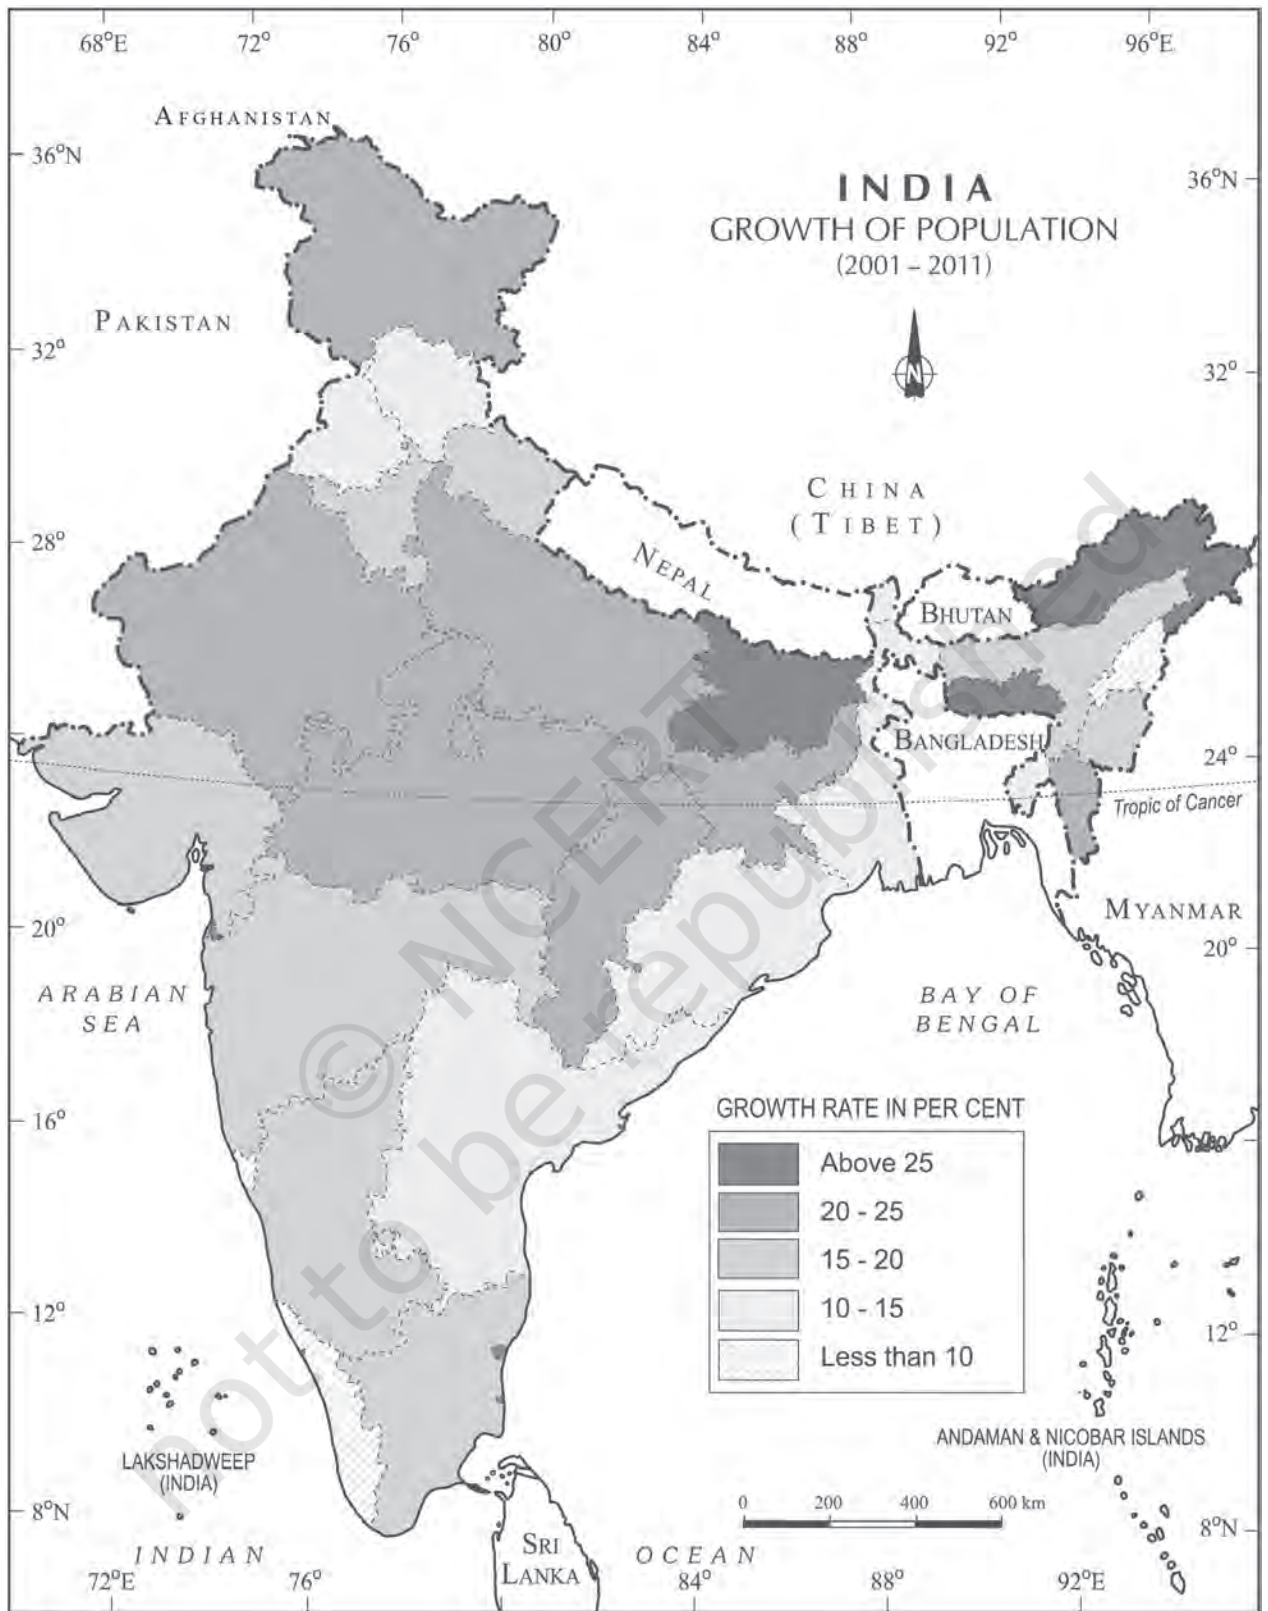 68°E 72° 76° 80° 84° 88° 92° 96°E
AFGHANISTAN
36°N
36°N
INDIA
GROWTH OF POPULATION
(2001 – 2011)
PAKISTAN
N
32°
32°
CHINA
(TIBET)
28°
NEPAL
BHUTAN
BANGLADESH
24°
Tropic of Cancer
MYANMAR
20°
20°
ARABIAN
SEA
BAY OF
BENGAL
16°
GROWTH RATE IN PER CENT
Above 25
20 - 25
15 - 20
10 - 15
Less than 10
12°
12°
LAKSHADWEEP
(INDIA)
ANDAMAN & NICOBAR ISLANDS
(INDIA)
0 200 400 600 km
8°N
8°N
INDIAN
OCEAN
SRI
LANKA
72°E 76° 84° 88° 92°E
© NCERT
not to be republished